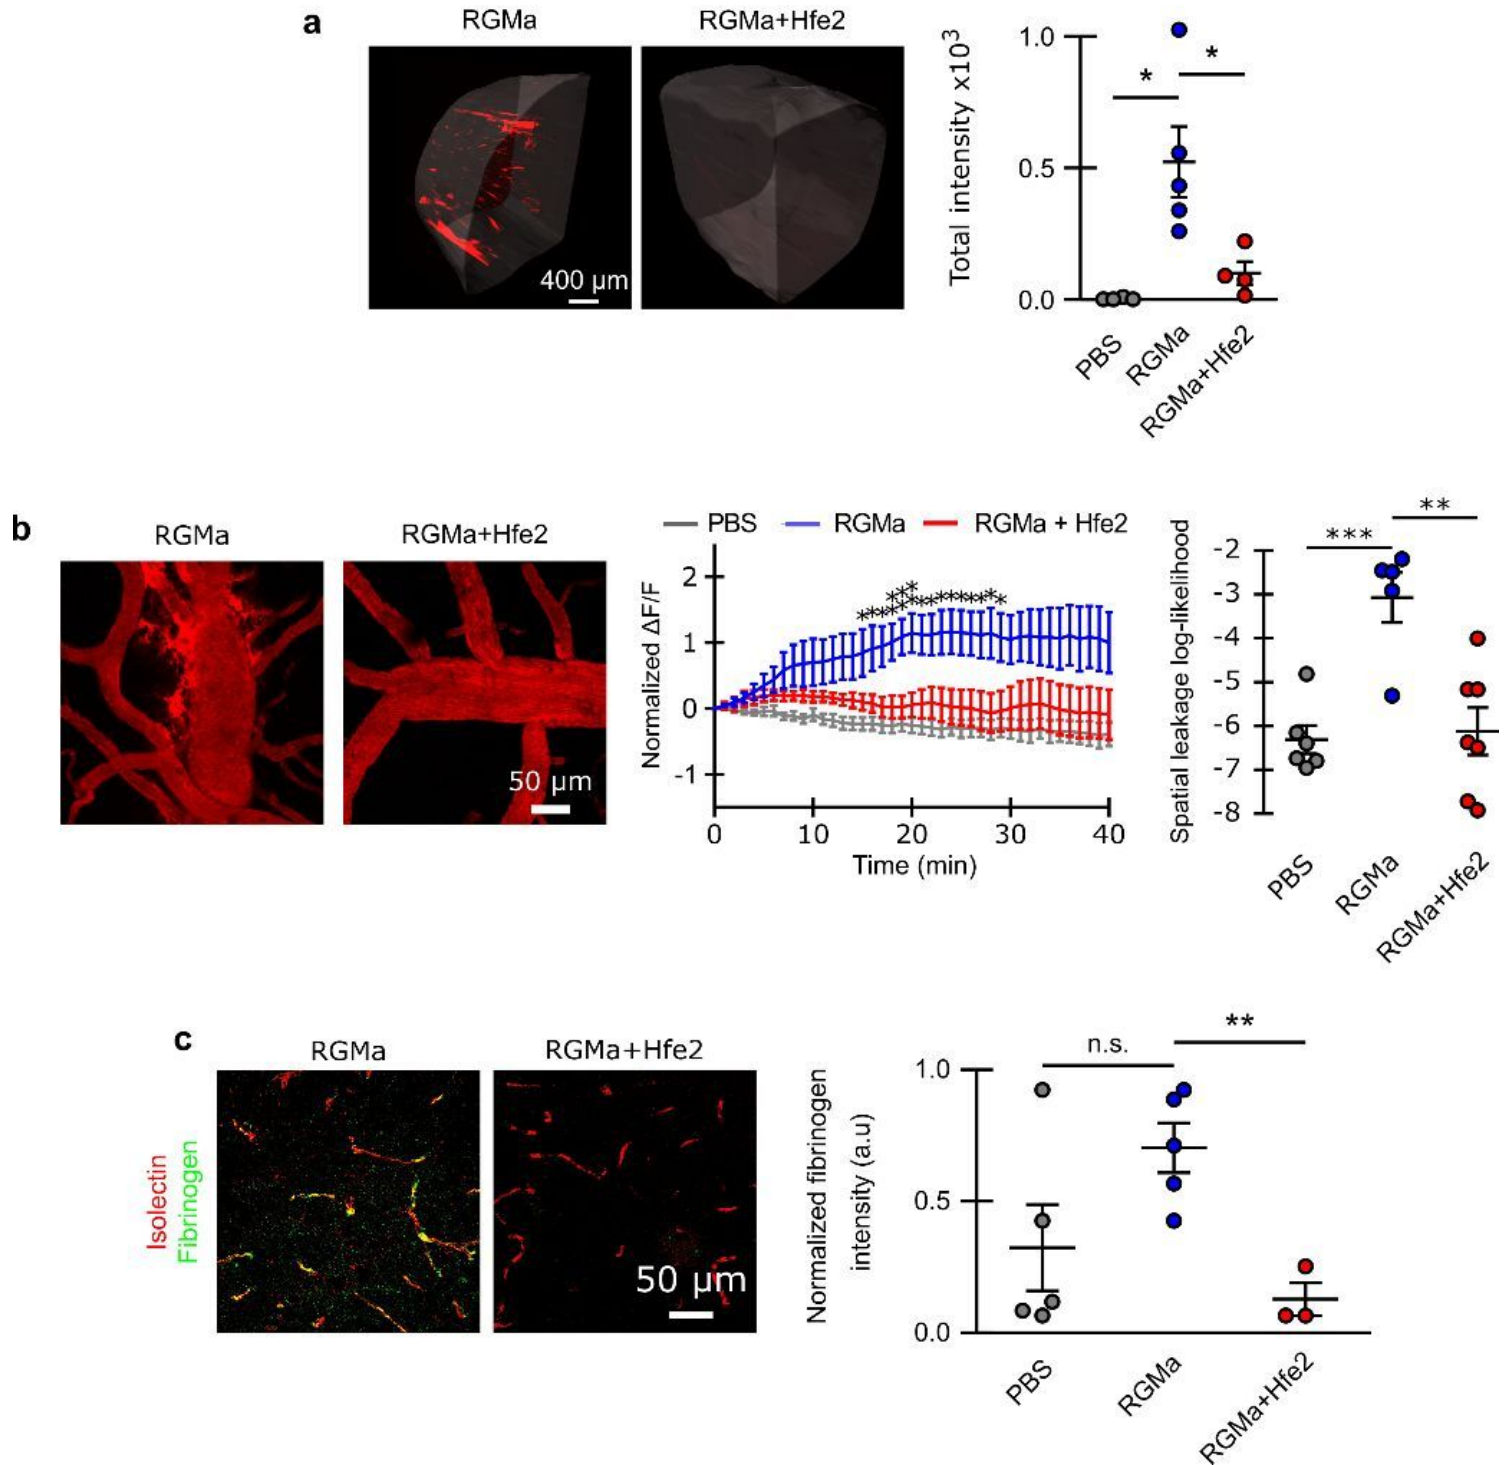 a
RGMa
RGMa+Hfe2
400 µm
Total intensity x10³
1.0
0.5
0.0
*
*
PBS
RGMa
RGMa+Hfe2
b
RGMa
RGMa+Hfe2
50 µm
PBS
RGMa
RGMa + Hfe2
Normalized ΔF/F
2
1
0
-1
0
10
20
30
40
Time (min)
Spatial leakage log-likelihood
***
**
-2
-3
-4
-5
-6
-7
-8
PBS
RGMa
RGMa+Hfe2
c
RGMa
RGMa+Hfe2
Isolectin
Fibrinogen
50 µm
Normalized fibrinogen
intensity (a.u)
n.s.
**
1.0
0.5
0.0
PBS
RGMa
RGMa+Hfe2